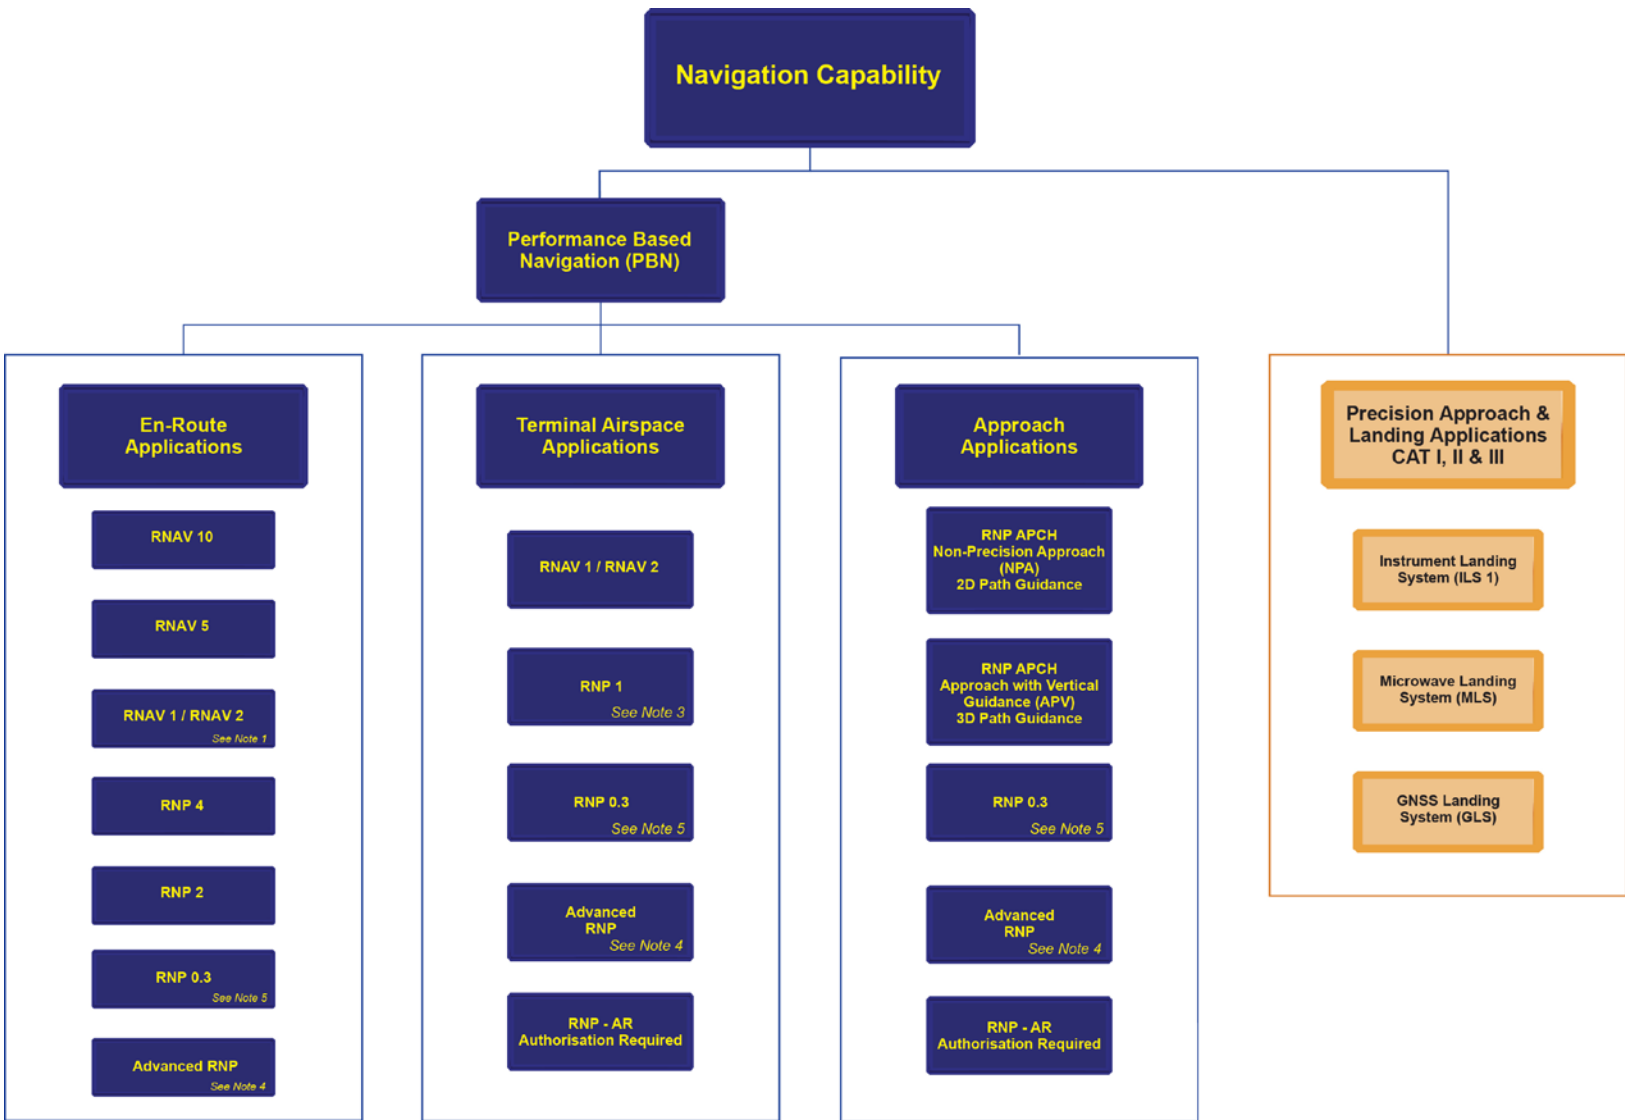 Navigation Capability
Performance Based
Navigation (PBN)
En-Route
Applications
RNAV 10
RNAV 5
RNAV 1 / RNAV 2
See Note 1
RNP 4
RNP 2
RNP 0.3
See Note 5
Advanced RNP
See Note 4
Terminal Airspace
Applications
RNAV 1 / RNAV 2
RNP 1
See Note 3
RNP 0.3
See Note 5
Advanced
RNP
See Note 4
RNP - AR
Authorisation Required
Approach
Applications
RNP APCH
Non-Precision Approach
(NPA)
2D Path Guidance
RNP APCH
Approach with Vertical
Guidance (APV)
3D Path Guidance
RNP 0.3
See Note 5
Advanced
RNP
See Note 4
RNP - AR
Authorisation Required
Precision Approach &
Landing Applications
CAT I, II & III
Instrument Landing
System (ILS 1)
Microwave Landing
System (MLS)
GNSS Landing
System (GLS)